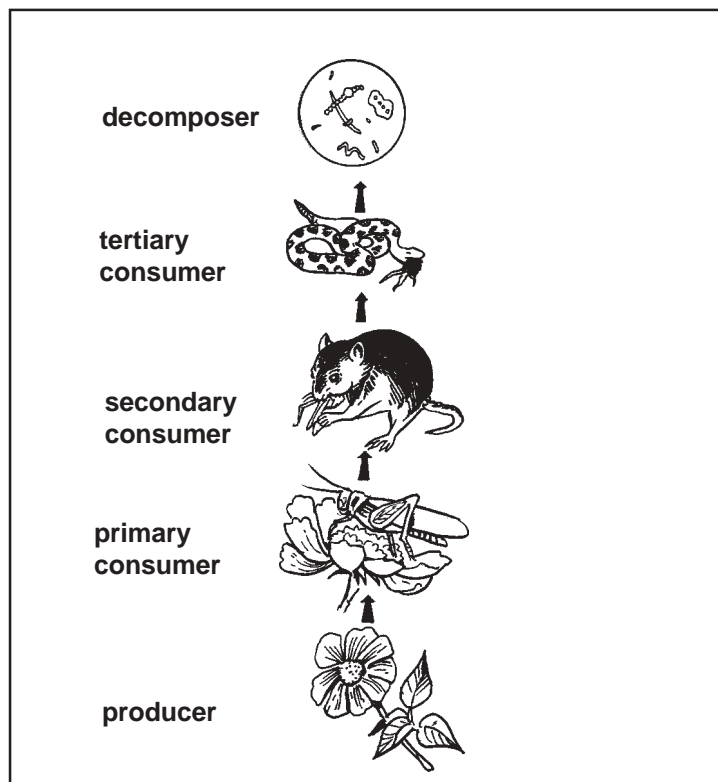 decomposer
tertiary
consumer
secondary
consumer
primary
consumer
producer